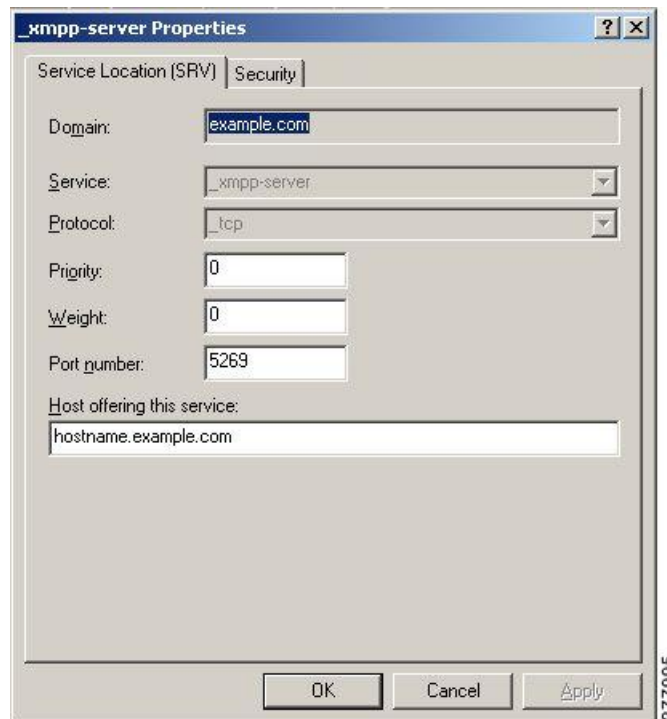 _xmpp-server Properties
Service Location (SRV)
Security
Domain: example.com
Service: _xmpp-server
Protocol: _tcp
Priority: 0
Weight: 0
Port number: 5269
Host offering this service:
hostname.example.com
OK
Cancel
Apply